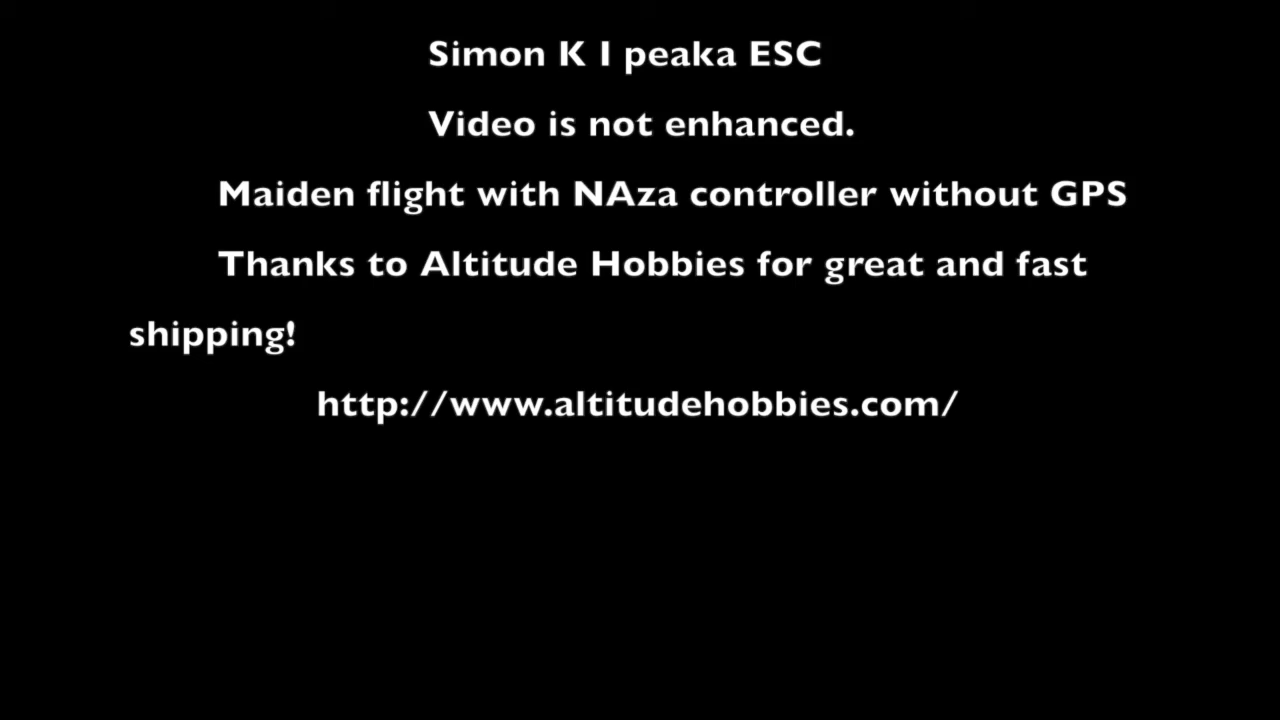 Simon K I peaka ESC
Video is not enhanced.
Maiden flight with NAza controller without GPS
Thanks to Altitude Hobbies for great and fast
shipping!
http://www.altitudehobbies.com/